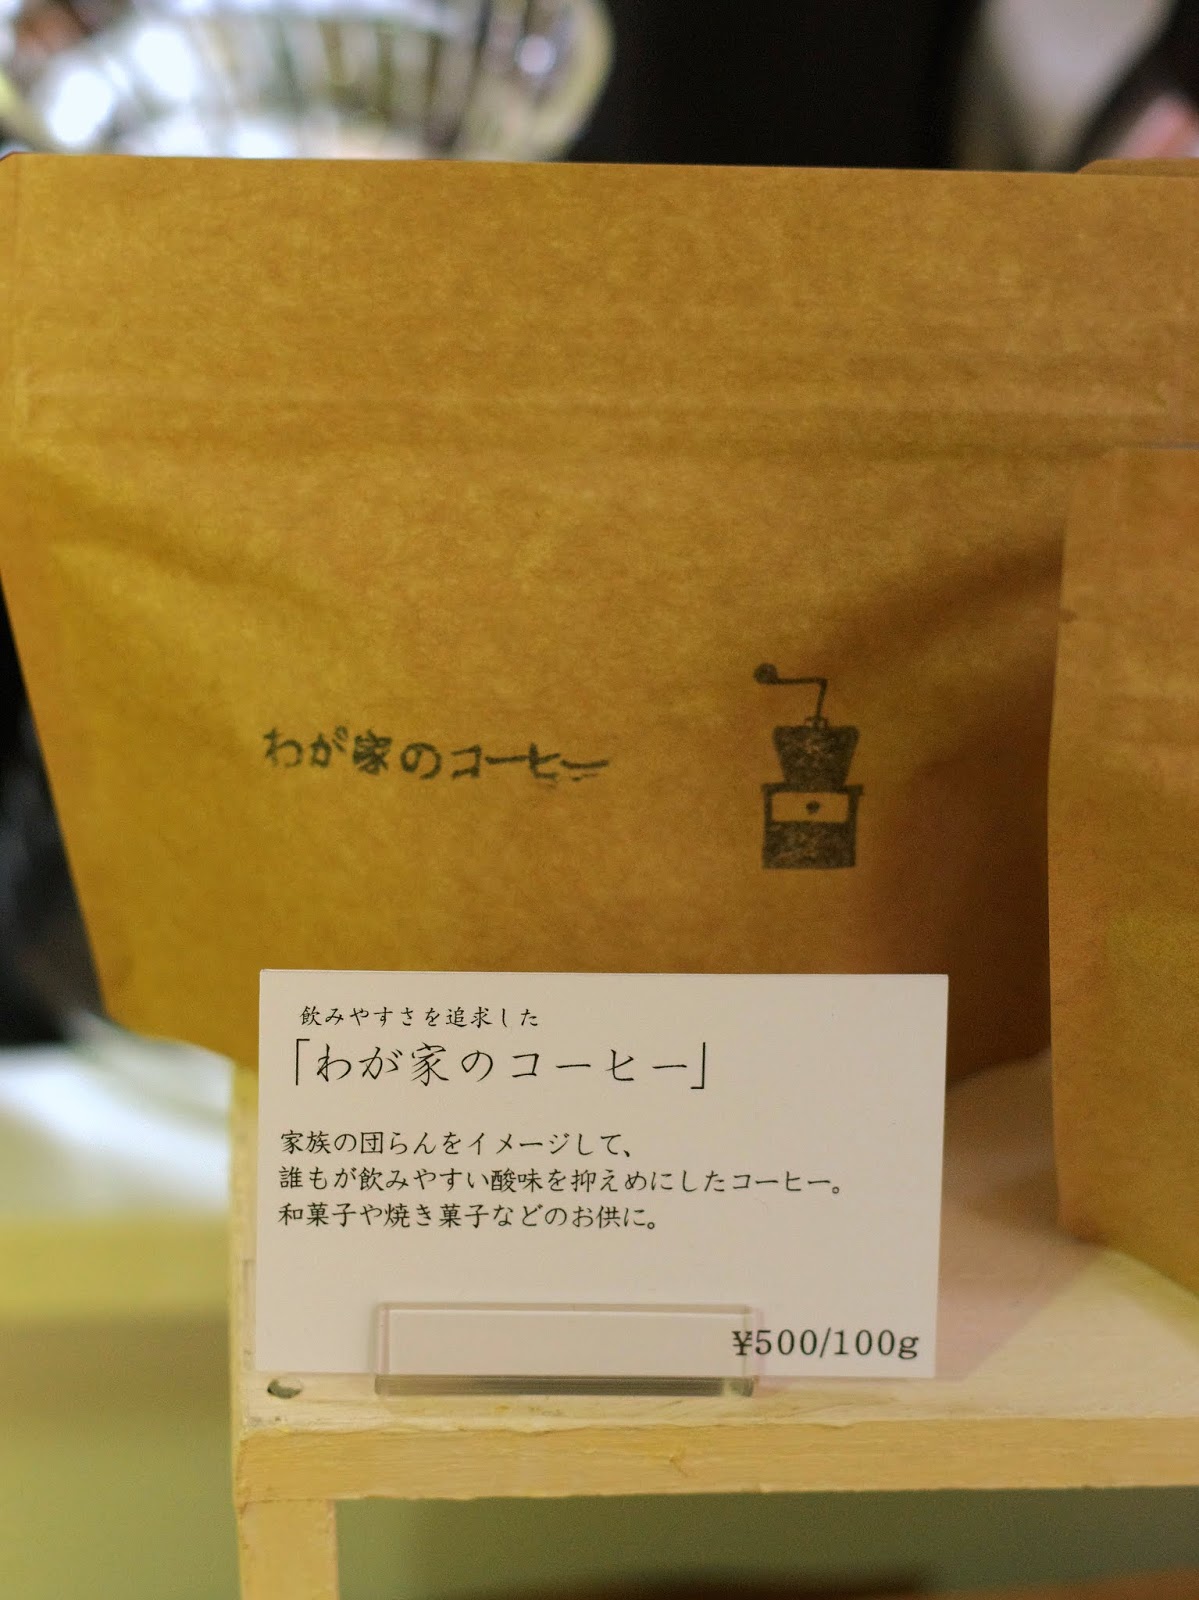 わが家のコーヒー
飲みやすさを追求した
「わが家のコーヒー」
家族の団らんをイメージして、
誰もが飲みやすい酸味を抑えめにしたコーヒー。
和菓子や焼き菓子などのお供に。
¥500/100g